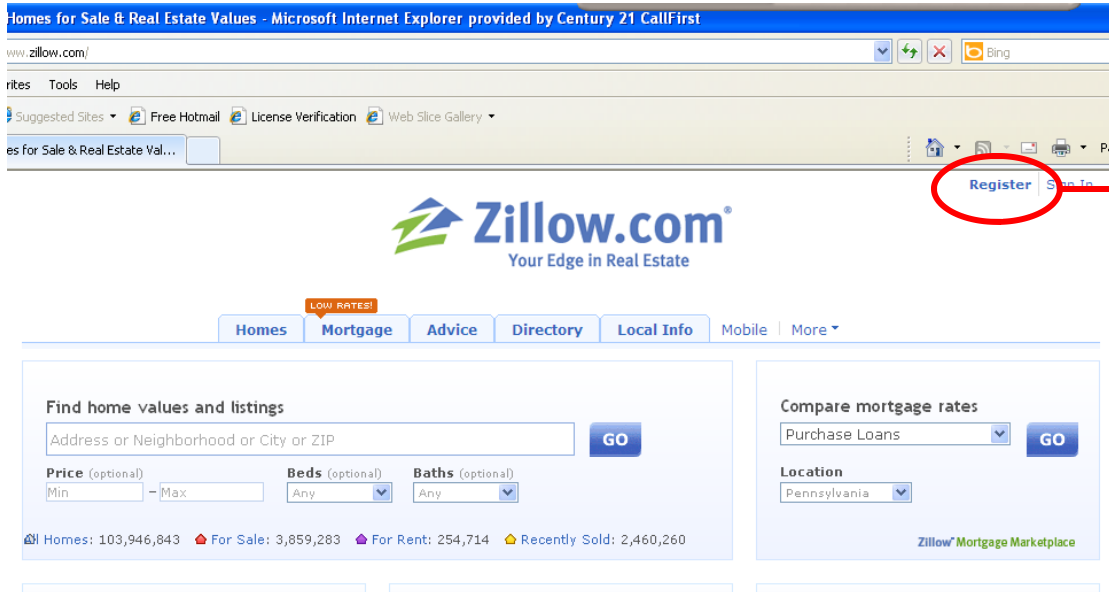 Homes for Sale & Real Estate Values - Microsoft Internet Explorer provided by Century 21 CallFirst
ww.zillow.com/
Bing
rites Tools Help
Suggested Sites Free Hotmail License Verification Web Slice Gallery
es for Sale & Real Estate Val...
Register Sign In
Zillow.com®
Your Edge in Real Estate
LOW RATES!
Homes Mortgage Advice Directory Local Info Mobile More
Find home values and listings
Address or Neighborhood or City or ZIP GO
Price (optional) Beds (optional) Baths (optional)
Min – Max Any Any
All Homes: 103,946,843 For Sale: 3,859,283 For Rent: 254,714 Recently Sold: 2,460,260
Compare mortgage rates
Purchase Loans GO
Location
Pennsylvania
Zillow® Mortgage Marketplace